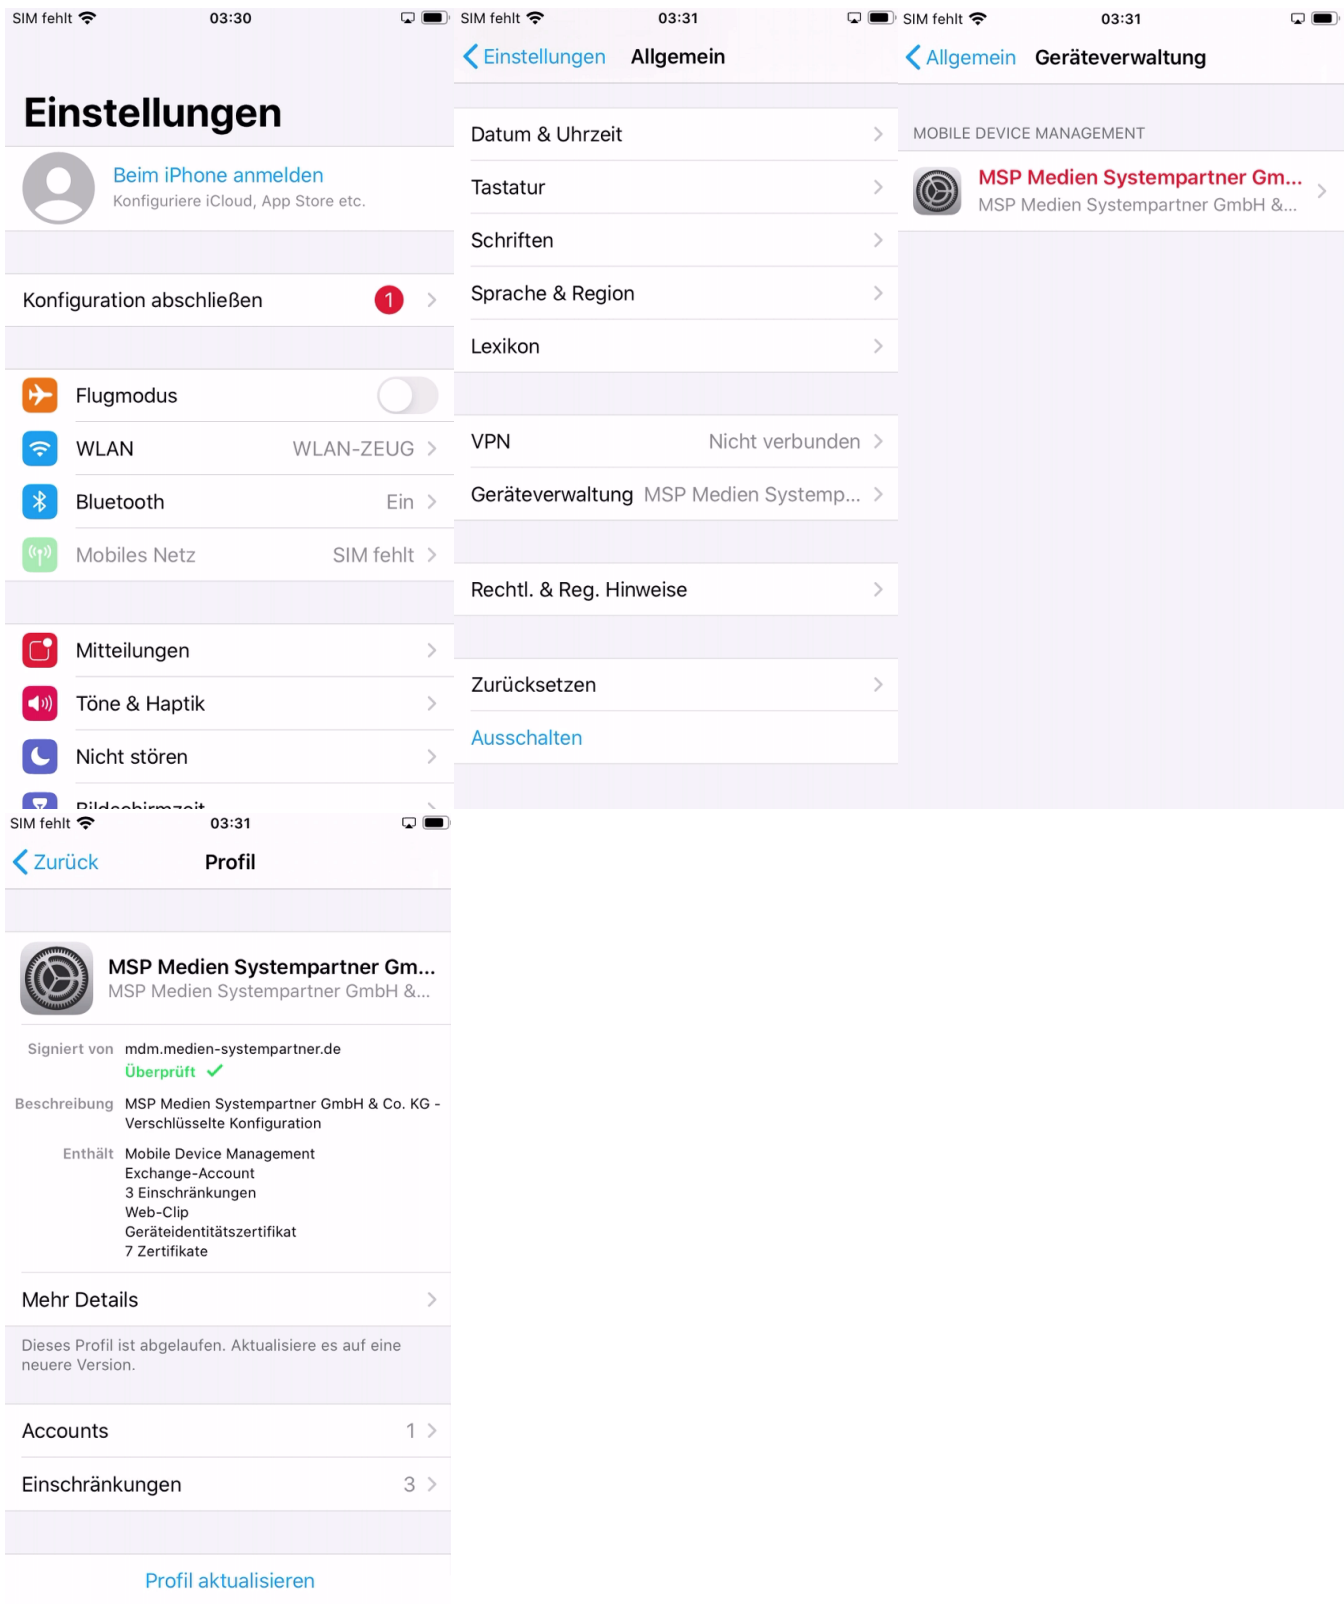 SIM fehlt 03:30
Einstellungen
Beim iPhone anmelden
Konfiguriere iCloud, App Store etc.
Konfiguration abschließen 1
Flugmodus
WLAN WLAN-ZEUG
Bluetooth Ein
Mobiles Netz SIM fehlt
Mitteilungen
Töne & Haptik
Nicht stören
Bildschirmzeit
SIM fehlt 03:31
Einstellungen Allgemein
Datum & Uhrzeit
Tastatur
Schriften
Sprache & Region
Lexikon
VPN Nicht verbunden
Geräteverwaltung MSP Medien Systemp...
Rechtl. & Reg. Hinweise
Zurücksetzen
Ausschalten
SIM fehlt 03:31
Allgemein Geräteverwaltung
MOBILE DEVICE MANAGEMENT
MSP Medien Systempartner Gm...
MSP Medien Systempartner GmbH &...
SIM fehlt 03:31
Zurück Profil
MSP Medien Systempartner Gm...
MSP Medien Systempartner GmbH &...
Signiert von mdm.medien-systempartner.de
Überprüft
Beschreibung MSP Medien Systempartner GmbH & Co. KG -
Verschlüsselte Konfiguration
Enthält Mobile Device Management
Exchange-Account
3 Einschränkungen
Web-Clip
Geräteidentitätszertifikat
7 Zertifikate
Mehr Details
Dieses Profil ist abgelaufen. Aktualisiere es auf eine
neuere Version.
Accounts 1
Einschränkungen 3
Profil aktualisieren